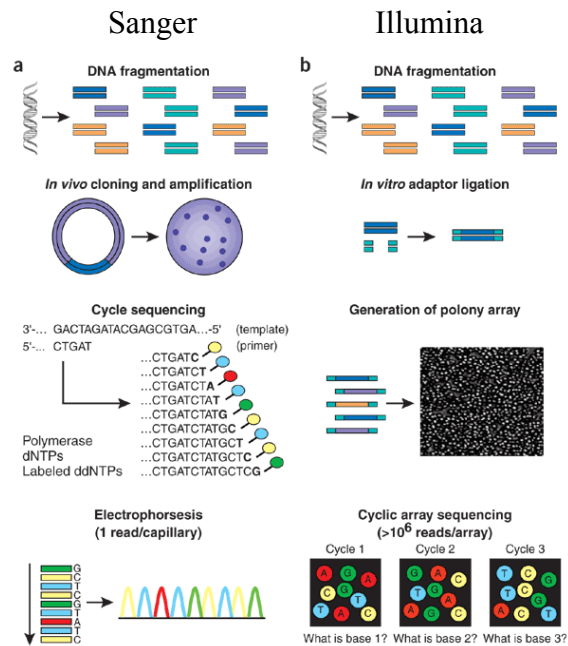 Sanger
Illumina
a
DNA fragmentation
In vivo cloning and amplification
Cycle sequencing
3'-... GACTAGATACGAGCGTGA...-5' (template)
5'-... CTGAT (primer)
...CTGATC
...CTGATCT
...CTGATCTA
...CTGATCTAT
...CTGATCTATG
...CTGATCTATGC
...CTGATCTATGCT
...CTGATCTATGCTC
...CTGATCTATGCTCG
Polymerase
dNTPs
Labeled ddNTPs
Electrophorsesis
(1 read/capillary)
G
C
T
C
G
T
A
T
C
b
DNA fragmentation
In vitro adaptor ligation
Generation of polony array
Cyclic array sequencing
(>10⁶ reads/array)
Cycle 1
A G A
C G T
T A C
What is base 1?
Cycle 2
G A C
T G
T A G C
What is base 2?
Cycle 3
T C
T C G
T A G C
What is base 3?